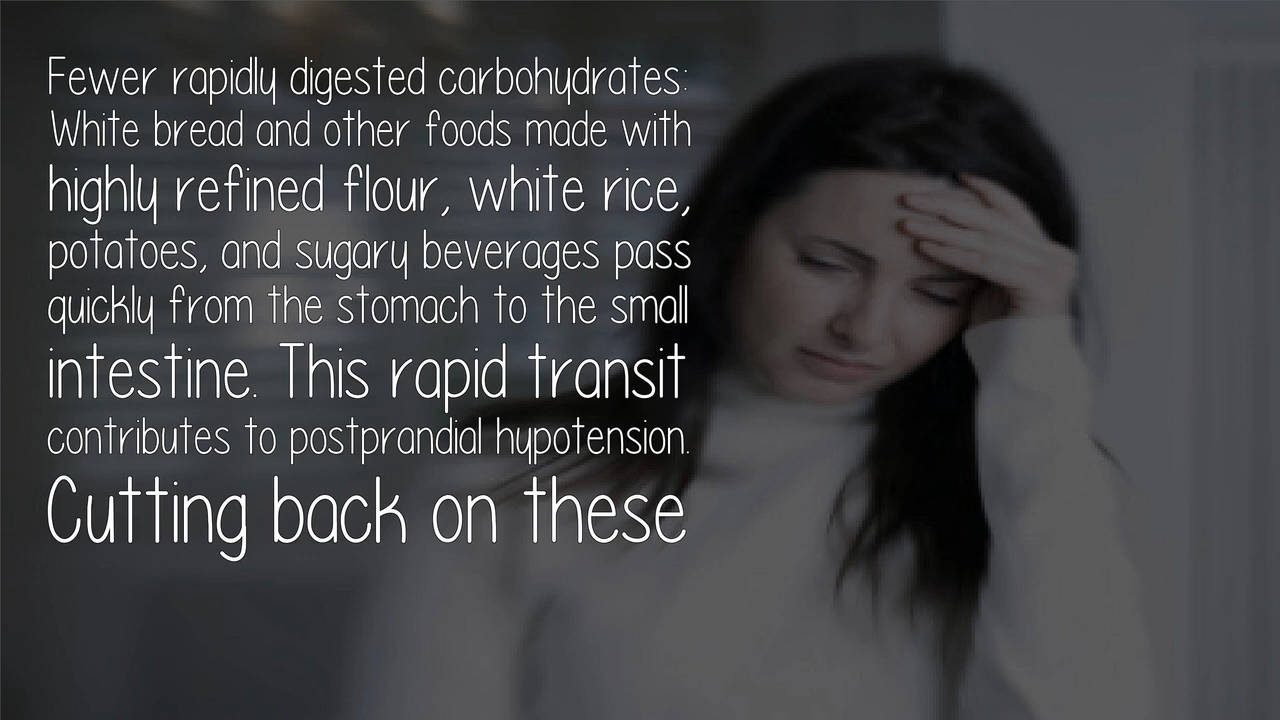 Fewer rapidly digested carbohydrates:
White bread and other foods made with
highly refined flour, white rice,
potatoes, and sugary beverages pass
quickly from the stomach to the small
intestine. This rapid transit
contributes to postprandial hypotension.
Cutting back on these